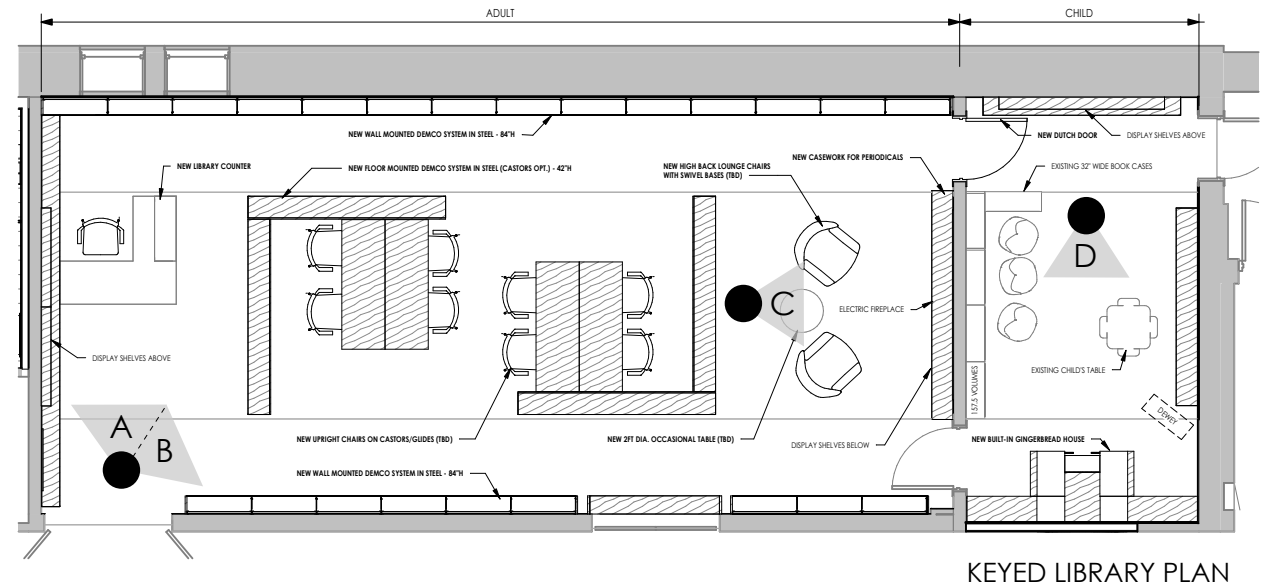 ADULT
CHILD
NEW WALL MOUNTED DEMCO SYSTEM IN STEEL - 84"H
NEW DUTCH DOOR
DISPLAY SHELVES ABOVE
NEW LIBRARY COUNTER
NEW FLOOR MOUNTED DEMCO SYSTEM IN STEEL (CASTORS OPT.) - 42"H
NEW HIGH BACK LOUNGE CHAIRS
WITH SWIVEL BASES (TBD)
NEW CASEWORK FOR PERIODICALS
EXISTING 32" WIDE BOOK CASES
D
C
ELECTRIC FIREPLACE
DISPLAY SHELVES ABOVE
EXISTING CHILD'S TABLE
157.5 VOLUMES
DEWEY
A
B
NEW UPRIGHT CHAIRS ON CASTORS/GLIDES (TBD)
NEW 2FT DIA. OCCASIONAL TABLE (TBD)
DISPLAY SHELVES BELOW
NEW BUILT-IN GINGERBREAD HOUSE
NEW WALL MOUNTED DEMCO SYSTEM IN STEEL - 84"H
KEYED LIBRARY PLAN